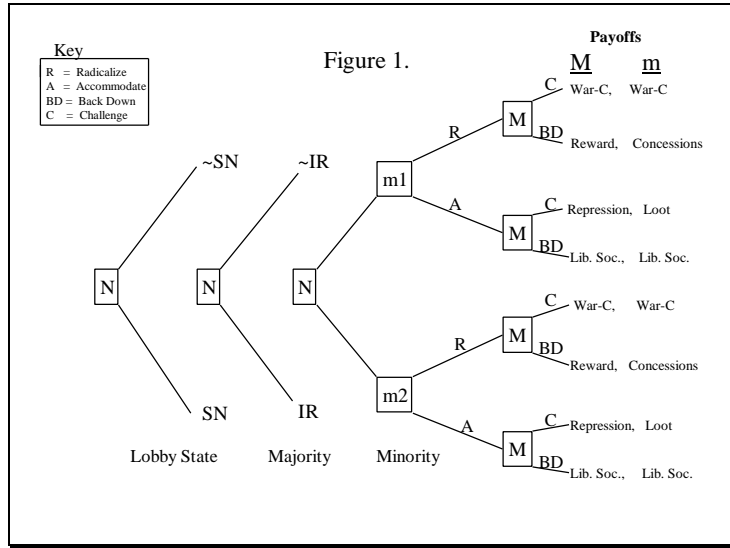 Key
R = Radicalize
A = Accommodate
BD = Back Down
C = Challenge
Figure 1.
Payoffs
M m
C War-C, War-C
M
R BD Reward, Concessions
~SN ~IR m1
C Repression, Loot
A M
BD Lib. Soc., Lib. Soc.
N N N
C War-C, War-C
M
R BD Reward, Concessions
m2
SN IR
A C Repression, Loot
M
BD Lib. Soc., Lib. Soc.
Lobby State Majority Minority